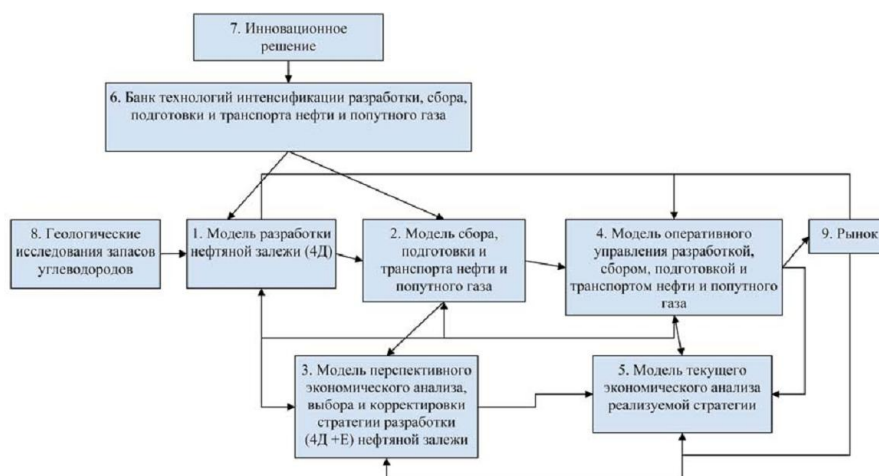 7. Инновационное
решение
6. Банк технологий интенсификации разработки, сбора,
подготовки и транспорта нефти и попутного газа
8. Геологические
исследования запасов
углеводородов
1. Модель разработки
нефтяной залежи (4Д)
2. Модель сбора,
подготовки и
транспорта нефти и
попутного газа
4. Модель оперативного
управления разработкой,
сбором, подготовкой и
транспортом нефти и попутного
газа
9. Рынок
3. Модель перспективного
экономического анализа,
выбора и корректировки
стратегии разработки
(4Д +Е) нефтяной залежи
5. Модель текущего
экономического анализа
реализуемой стратегии